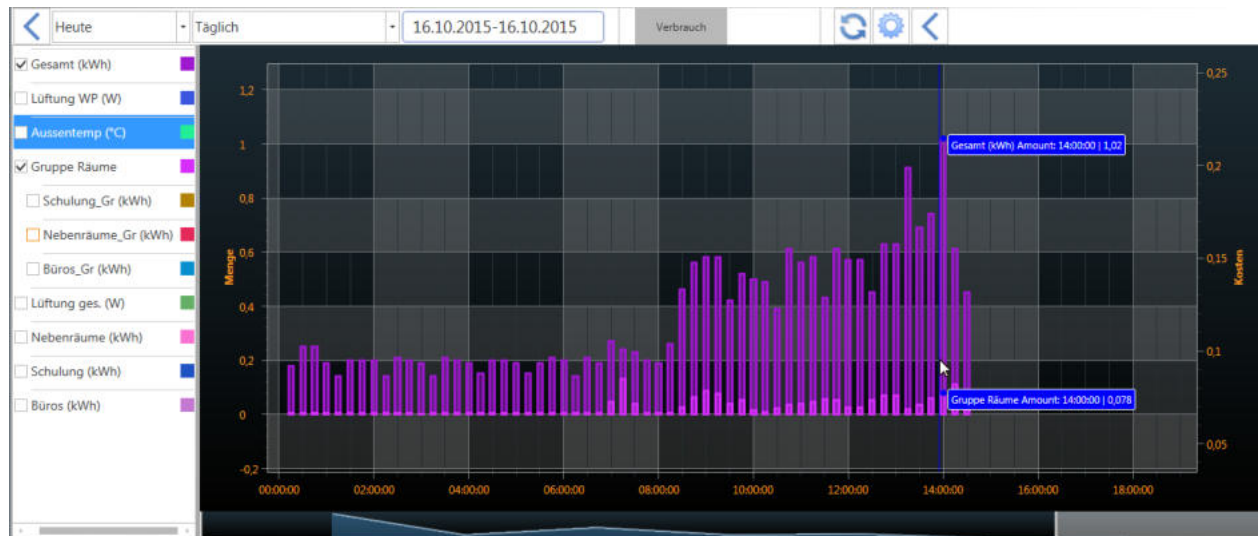 Heute Täglich 16.10.2015-16.10.2015 Verbrauch
Gesamt (kWh)
Lüftung WP (W)
Aussentemp (°C)
Gruppe Räume
Schulung_Gr (kWh)
Nebenräume_Gr (kWh)
Büros_Gr (kWh)
Lüftung ges. (W)
Nebenräume (kWh)
Schulung (kWh)
Büros (kWh)
Menge
1,2
1
0,8
0,6
0,4
0,2
0
-0,2
Gesamt (kWh) Amount: 14:00:00 | 1,02
Gruppe Räume Amount: 14:00:00 | 0,078
0,25
0,2
0,15
0,1
0,05
Kosten
00:00:00 02:00:00 04:00:00 06:00:00 08:00:00 10:00:00 12:00:00 14:00:00 16:00:00 18:00:00